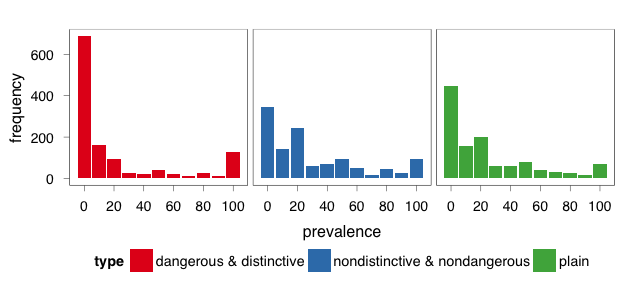 frequency
600
400
200
0
0 20 40 60 80 100 0 20 40 60 80 100 0 20 40 60 80 100
prevalence
type dangerous & distinctive nondistinctive & nondangerous plain